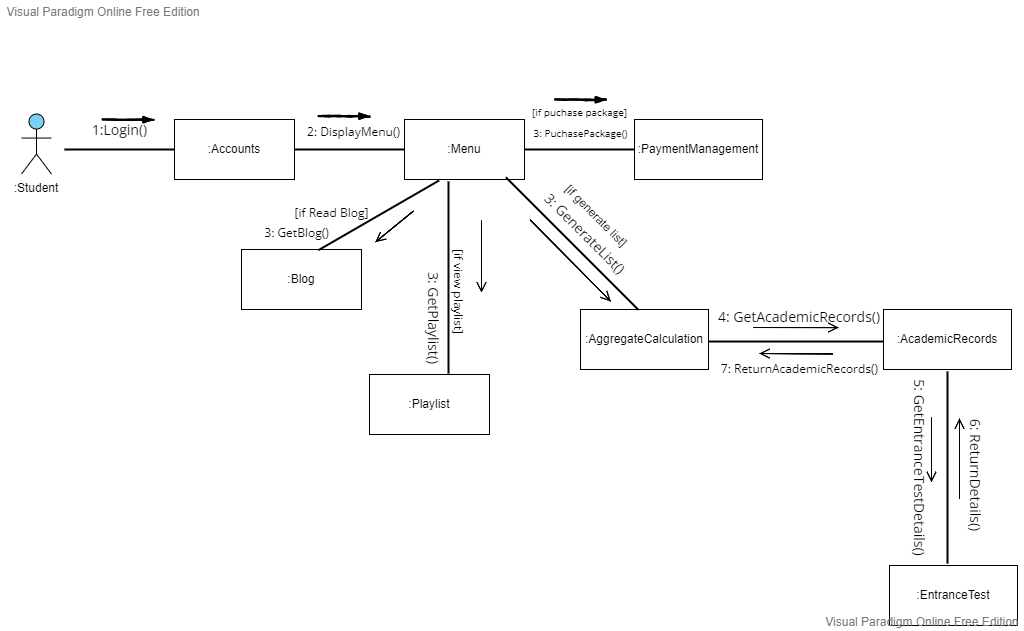 Visual Paradigm Online Free Edition
[if puchase package]
1:Login()
2: DisplayMenu()
3: PuchasePackage()
:Accounts
:Menu
:PaymentManagement
:Student
[if Read Blog]
3: GetBlog()
[if generate list]
3: GenerateList()
:Blog
[if view playlist]
3: GetPlaylist()
4: GetAcademicRecords()
:AggregateCalculation
:AcademicRecords
7: ReturnAcademicRecords()
:Playlist
5: GetEntranceTestDetails()
6: ReturnDetails()
:EntranceTest
Visual Paradigm Online Free Edition